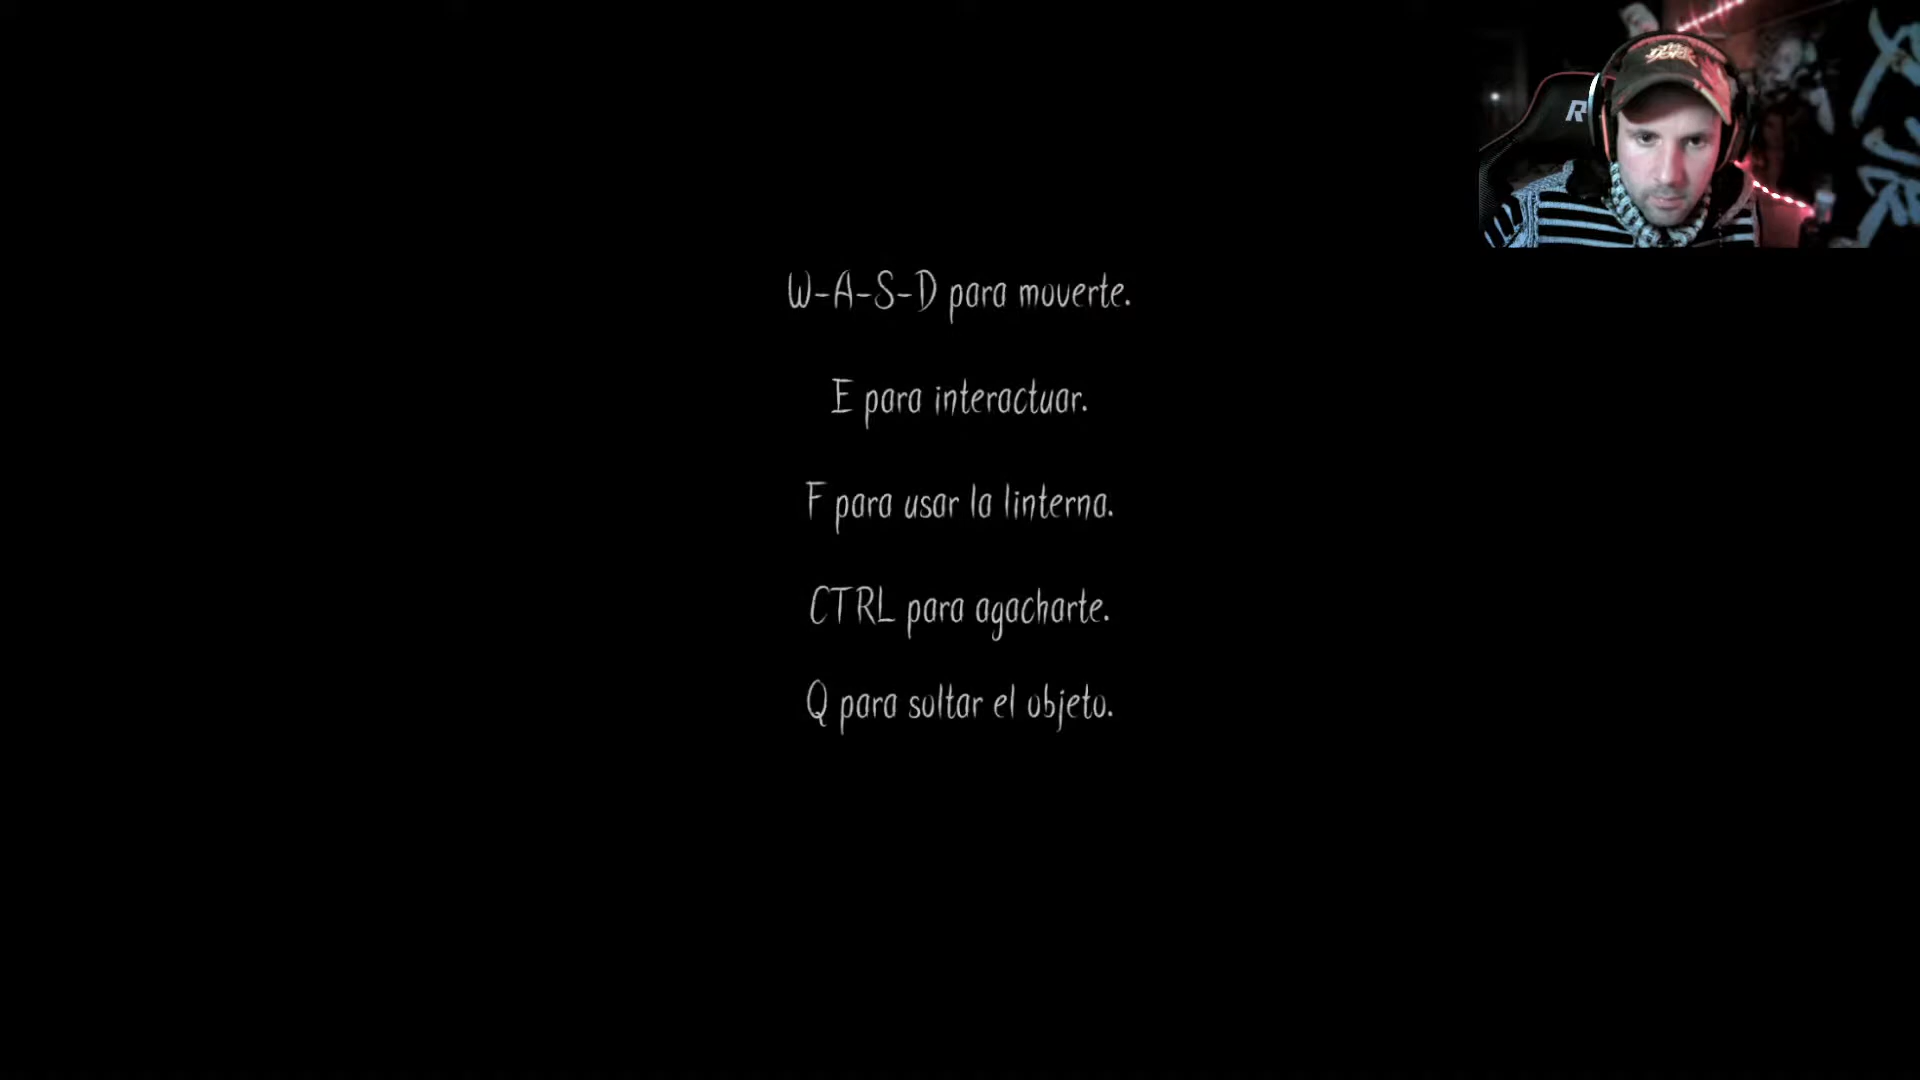 W-A-S-D para moverte.
E para interactuar.
F para usar la linterna.
CTRL para agacharte.
Q para soltar el objeto.
R